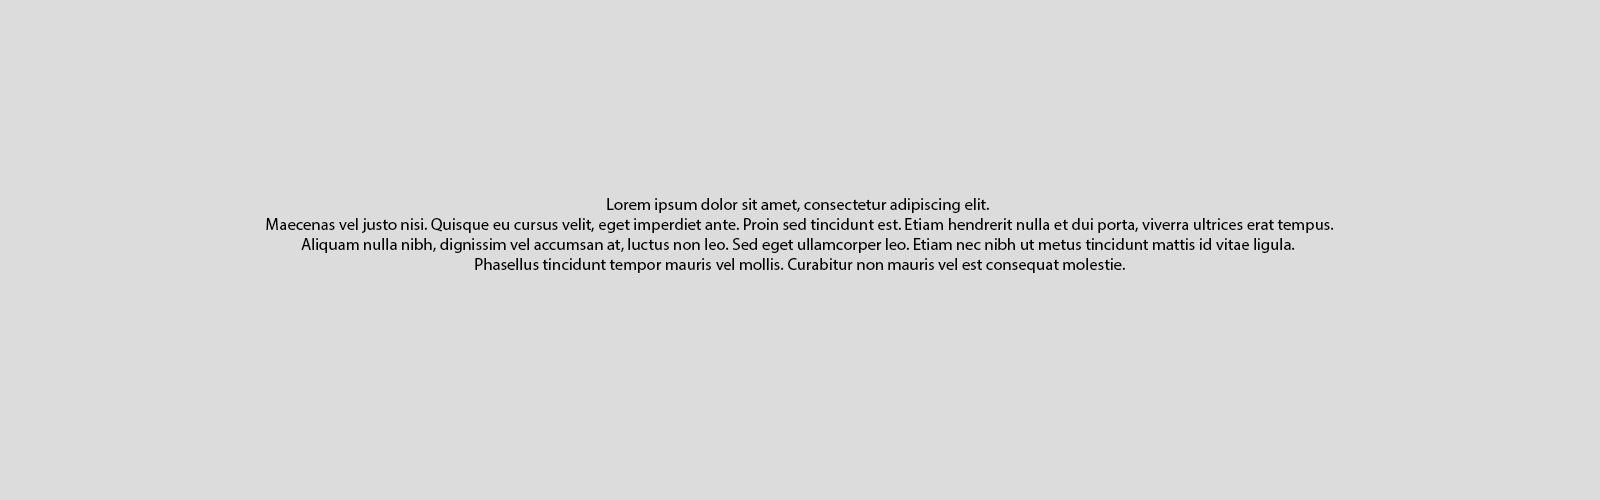 Lorem ipsum dolor sit amet, consectetur adipiscing elit.
Maecenas vel justo nisi. Quisque eu cursus velit, eget imperdiet ante. Proin sed tincidunt est. Etiam hendrerit nulla et dui porta, viverra ultrices erat tempus.
Aliquam nulla nibh, dignissim vel accumsan at, luctus non leo. Sed eget ullamcorper leo. Etiam nec nibh ut metus tincidunt mattis id vitae ligula.
Phasellus tincidunt tempor mauris vel mollis. Curabitur non mauris vel est consequat molestie.